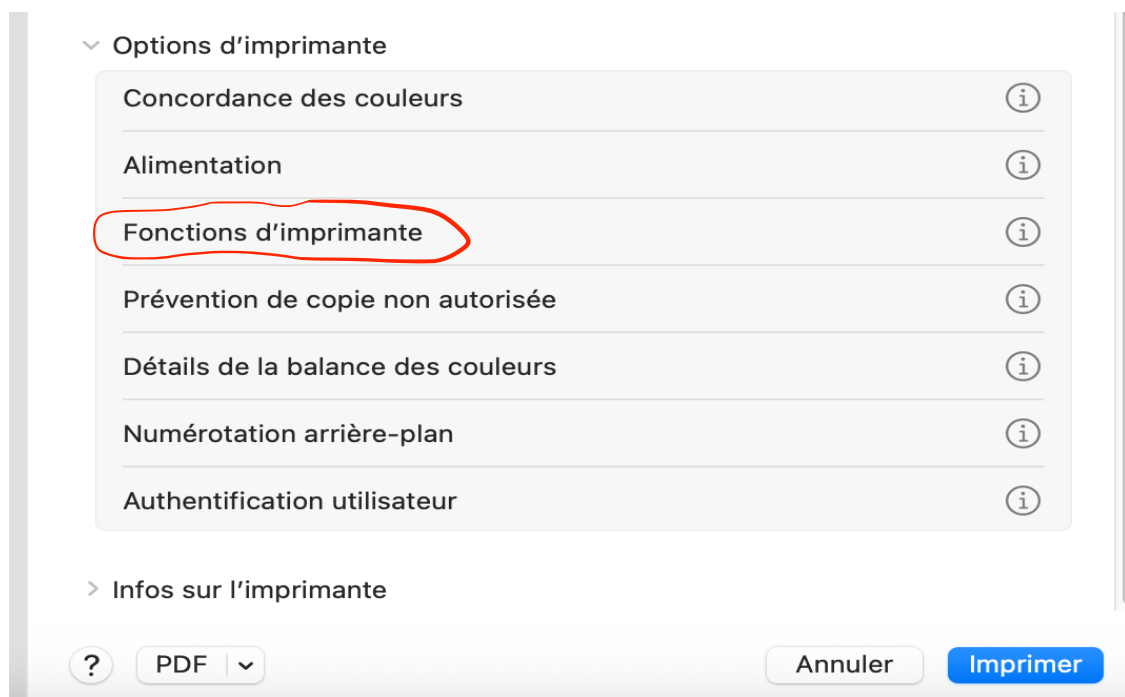 Options d’imprimante
Concordance des couleurs
Alimentation
Fonctions d’imprimante
Prévention de copie non autorisée
Détails de la balance des couleurs
Numérotation arrière-plan
Authentification utilisateur
Infos sur l’imprimante
? PDF Annuler Imprimer